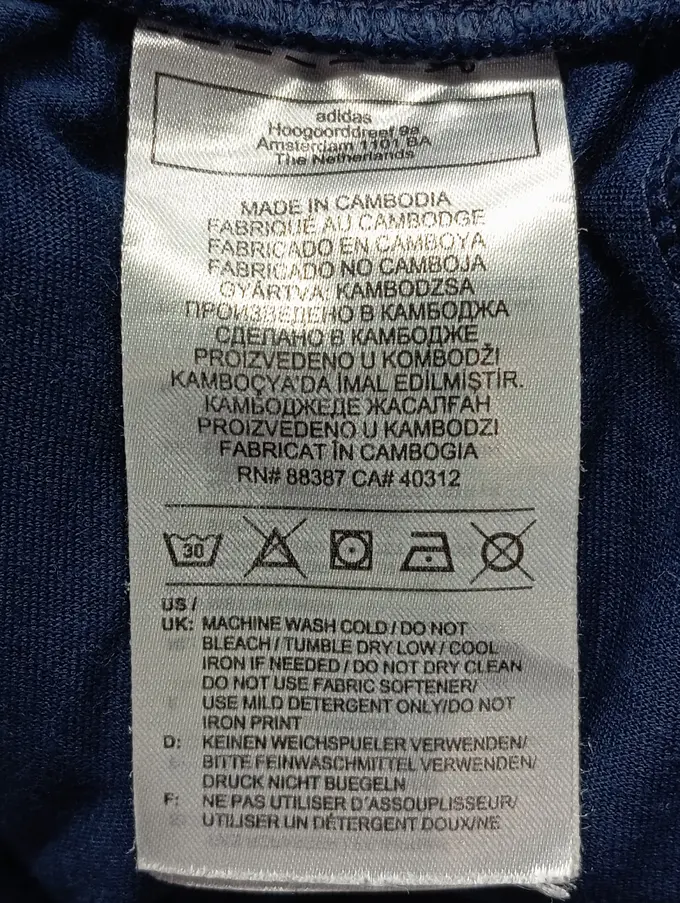 adidas
Hoogoorddreef 9a
Amsterdam 1101 BA
The Netherlands
MADE IN CAMBODIA
FABRIQUÉ AU CAMBODGE
FABRICADO EN CAMBOYA
FABRICADO NO CAMBOJA
GYÁRTVA: KAMBODZSA
ПРОИЗВЕДЕНО В КАМБОДЖА
СДЕЛАНО В КАМБОДЖЕ
PROIZVEDENO U KOMBODŽI
KAMBOÇYA'DA İMAL EDİLMİŞTİR.
КАМБОДЖЕДЕ ЖАСАЛҒАН
PROIZVEDENO U KAMBODZI
FABRICAT ÎN CAMBOGIA
RN# 88387 CA# 40312
30
US /
UK: MACHINE WASH COLD / DO NOT
BLEACH / TUMBLE DRY LOW / COOL
IRON IF NEEDED / DO NOT DRY CLEAN
DO NOT USE FABRIC SOFTENER/
USE MILD DETERGENT ONLY/DO NOT
IRON PRINT
D: KEINEN WEICHSPUELER VERWENDEN/
BITTE FEINWASCHMITTEL VERWENDEN/
DRUCK NICHT BUEGELN
F: NE PAS UTILISER D'ASSOUPLISSEUR/
UTILISER UN DÉTERGENT DOUX/NE